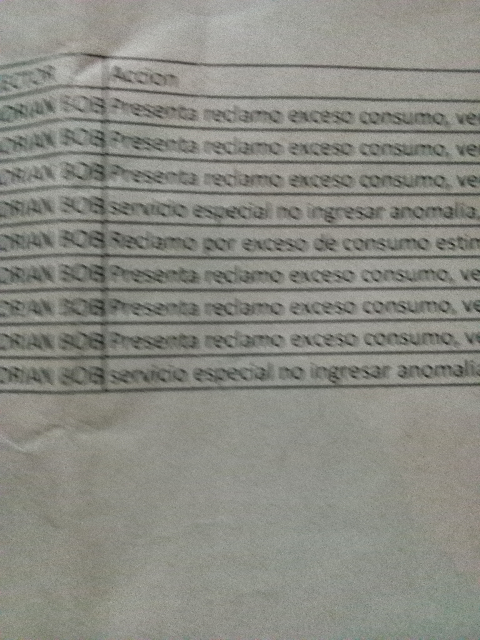 ECTOR Accion
DRIAN BOB Presenta reclamo exceso consumo, ve
DRIAN BOB Presenta reclamo exceso consumo, ve
DRIAN BOB Presenta reclamo exceso consumo, ve
DRIAN BOB servicio especial no ingresar anomalia,
DRIAN BOB Reclamo por exceso de consumo estim
DRIAN BOB Presenta reclamo exceso consumo, ve
DRIAN BOB Presenta reclamo exceso consumo, ve
DRIAN BOB Presenta reclamo exceso consumo, ve
DRIAN BOB servicio especial no ingresar anomalia